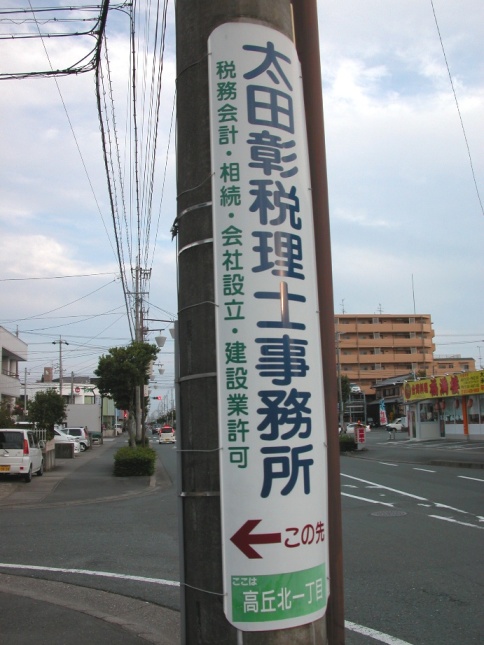 太田彰税理士事務所
税務会計・相続・会社設立・建設業許可
この先
ここは
高丘北一丁目